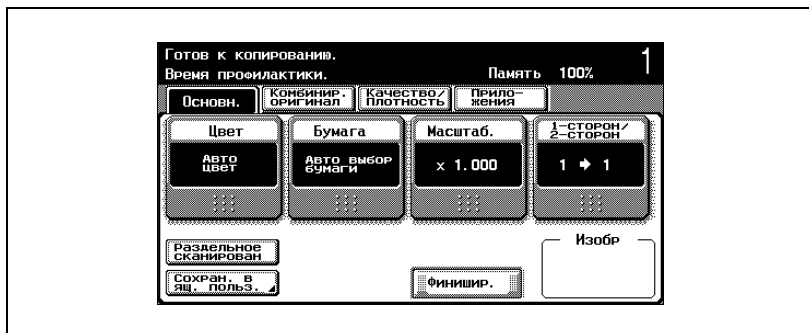 Готов к копированию. 1
Время профилактики. Память 100%
Основн. Комбинир. оригинал Качество/ плотность Прило- жения
Цвет Бумага Масштаб. 1-сторон/ 2-сторон
Авто цвет Авто выбор бумаги x 1.000 1 → 1
Изобр
Раздельное
сканирован
Сохран. в
ящ. польз.
Финишир.